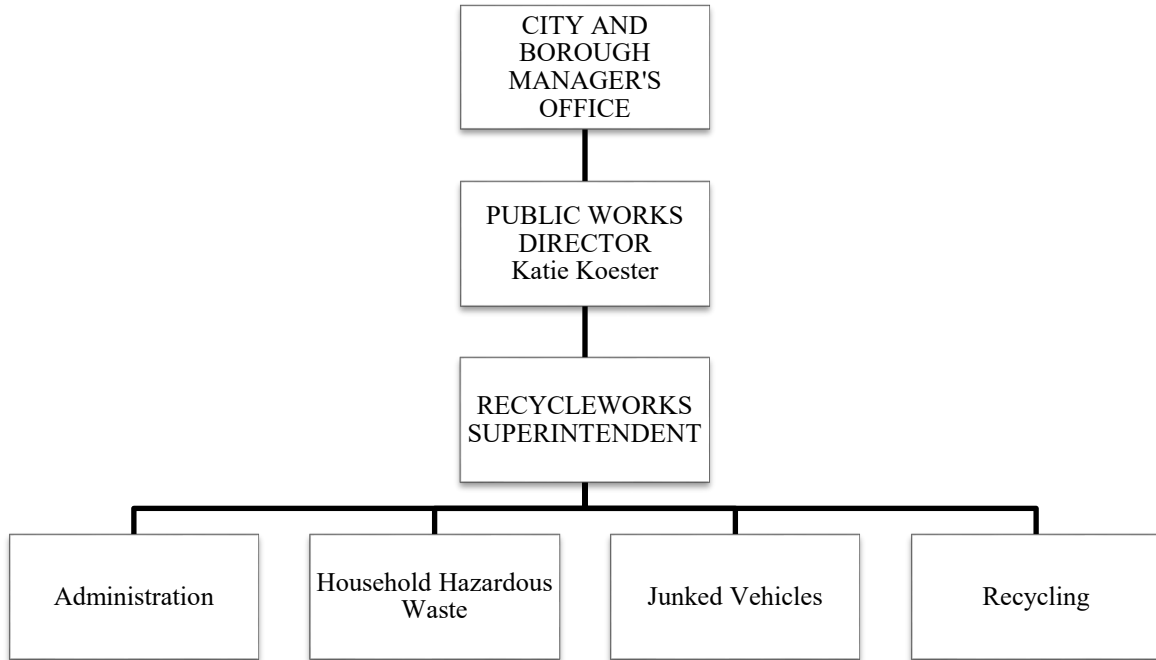 CITY AND
BOROUGH
MANAGER'S
OFFICE
PUBLIC WORKS
DIRECTOR
Katie Koester
RECYCLEWORKS
SUPERINTENDENT
Administration
Household Hazardous
Waste
Junked Vehicles
Recycling